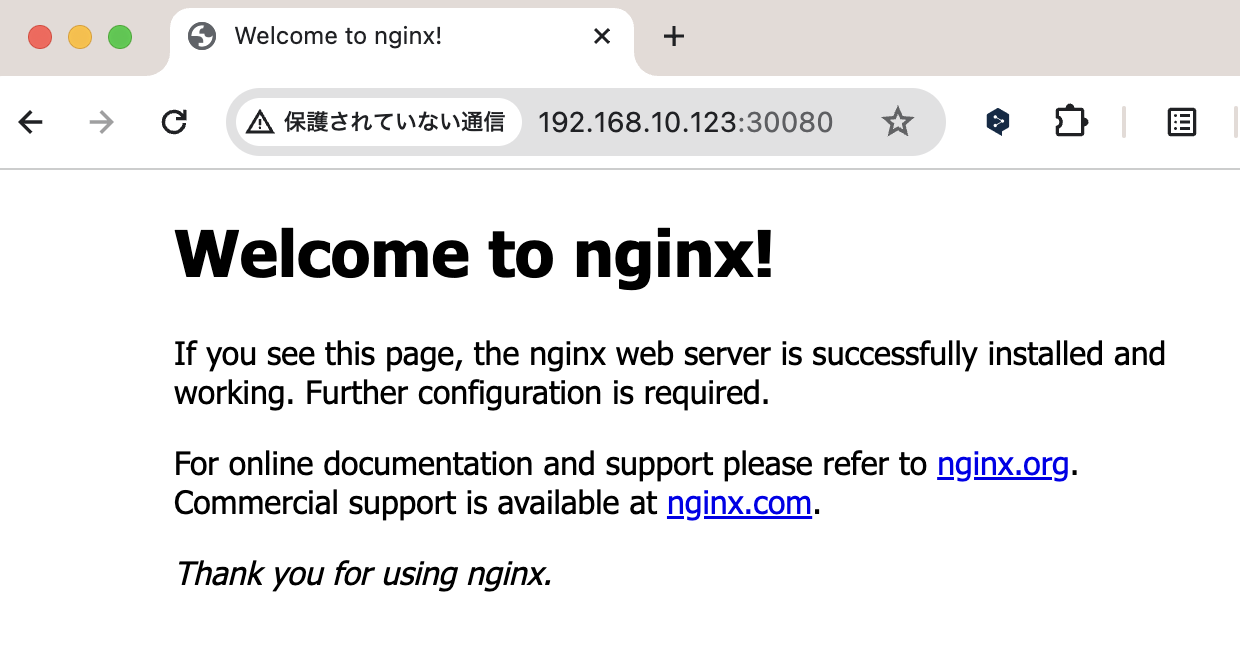 Welcome to nginx!
保護されていない通信 192.168.10.123:30080
Welcome to nginx!
If you see this page, the nginx web server is successfully installed and
working. Further configuration is required.
For online documentation and support please refer to nginx.org.
Commercial support is available at nginx.com.
Thank you for using nginx.